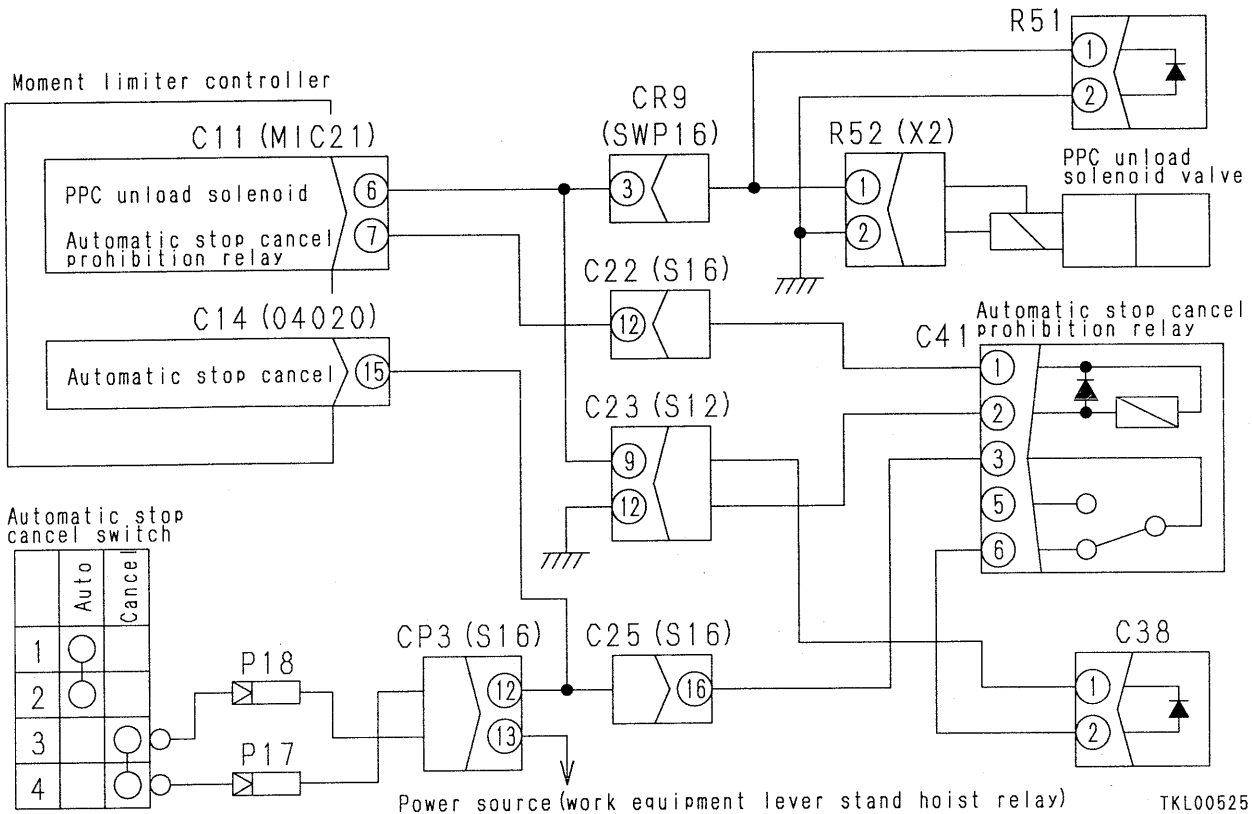 R51
1
2
Moment limiter controller
C11 (MIC21)
PPC unload solenoid
6
Automatic stop cancel
prohibition relay
7
CR9
(SWP16)
3
R52 (X2)
1
2
PPC unload
solenoid valve
C22 (S16)
12
C14 (04020)
Automatic stop cancel
15
C23 (S12)
9
12
Automatic stop cancel
prohibition relay
C41
1
2
3
5
6
Automatic stop
cancel switch
Auto
Cancel
1
2
3
4
P18
P17
CP3 (S16)
12
13
C25 (S16)
16
C38
1
2
Power source (work equipment lever stand hoist relay)
TKL00525